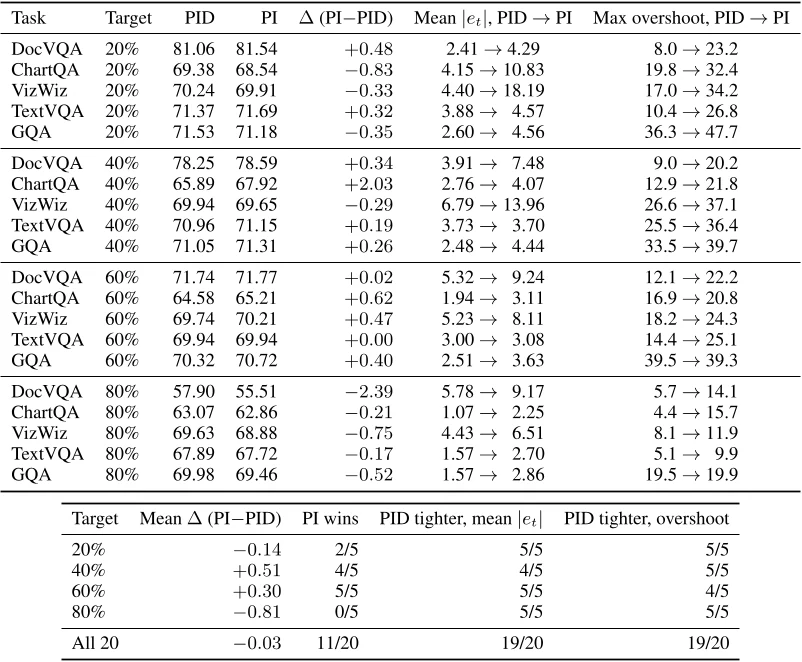 Task Target PID PI Δ (PI−PID) Mean |e_t|, PID → PI Max overshoot, PID → PI
DocVQA 20% 81.06 81.54 +0.48 2.41 → 4.29 8.0 → 23.2
ChartQA 20% 69.38 68.54 −0.83 4.15 → 10.83 19.8 → 32.4
VizWiz 20% 70.24 69.91 −0.33 4.40 → 18.19 17.0 → 34.2
TextVQA 20% 71.37 71.69 +0.32 3.88 → 4.57 10.4 → 26.8
GQA 20% 71.53 71.18 −0.35 2.60 → 4.56 36.3 → 47.7
DocVQA 40% 78.25 78.59 +0.34 3.91 → 7.48 9.0 → 20.2
ChartQA 40% 65.89 67.92 +2.03 2.76 → 4.07 12.9 → 21.8
VizWiz 40% 69.94 69.65 −0.29 6.79 → 13.96 26.6 → 37.1
TextVQA 40% 70.96 71.15 +0.19 3.73 → 3.70 25.5 → 36.4
GQA 40% 71.05 71.31 +0.26 2.48 → 4.44 33.5 → 39.7
DocVQA 60% 71.74 71.77 +0.02 5.32 → 9.24 12.1 → 22.2
ChartQA 60% 64.58 65.21 +0.62 1.94 → 3.11 16.9 → 20.8
VizWiz 60% 69.74 70.21 +0.47 5.23 → 8.11 18.2 → 24.3
TextVQA 60% 69.94 69.94 +0.00 3.00 → 3.08 14.4 → 25.1
GQA 60% 70.32 70.72 +0.40 2.51 → 3.63 39.5 → 39.3
DocVQA 80% 57.90 55.51 −2.39 5.78 → 9.17 5.7 → 14.1
ChartQA 80% 63.07 62.86 −0.21 1.07 → 2.25 4.4 → 15.7
VizWiz 80% 69.63 68.88 −0.75 4.43 → 6.51 8.1 → 11.9
TextVQA 80% 67.89 67.72 −0.17 1.57 → 2.70 5.1 → 9.9
GQA 80% 69.98 69.46 −0.52 1.57 → 2.86 19.5 → 19.9
Target Mean Δ (PI−PID) PI wins PID tighter, mean |e_t| PID tighter, overshoot
20% −0.14 2/5 5/5 5/5
40% +0.51 4/5 4/5 5/5
60% +0.30 5/5 5/5 4/5
80% −0.81 0/5 5/5 5/5
All 20 −0.03 11/20 19/20 19/20